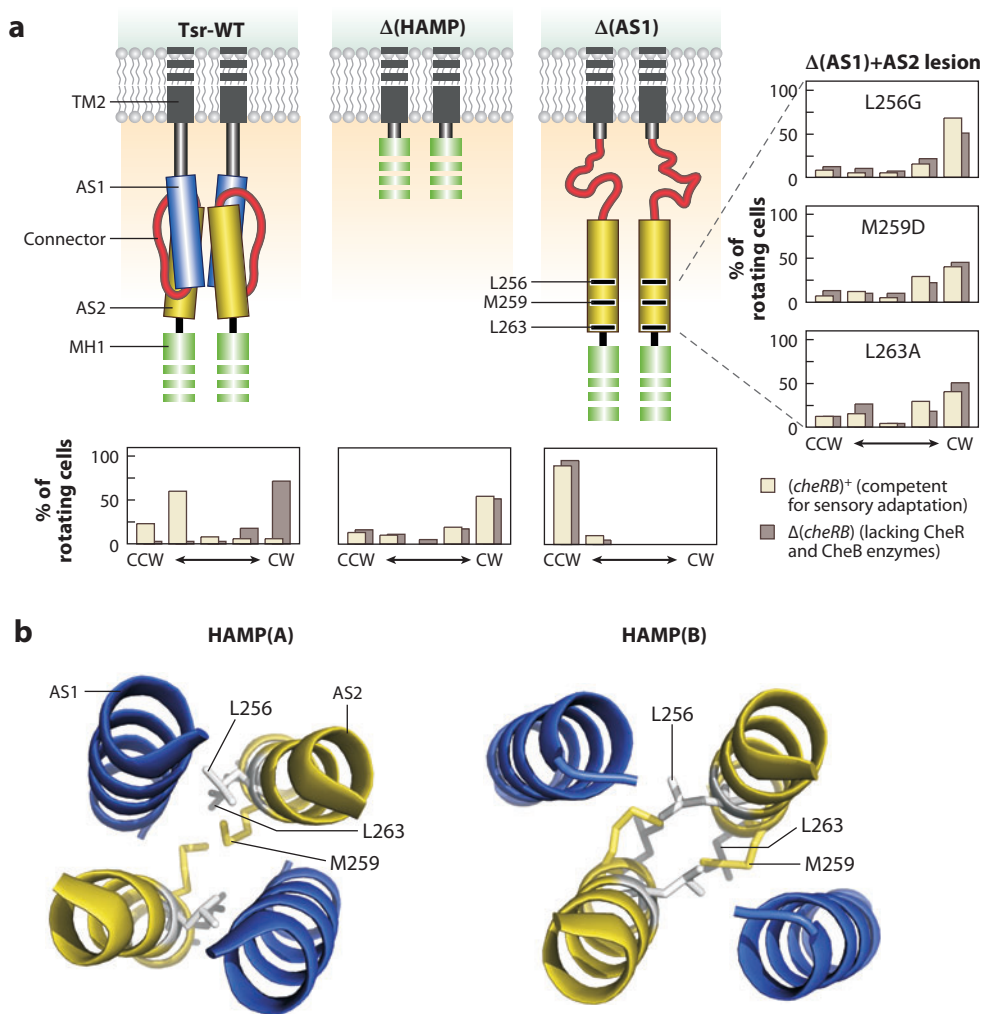 a
Tsr-WT
Δ(HAMP)
Δ(AS1)
Δ(AS1)+AS2 lesion
TM2
AS1
Connector
AS2
MH1
L256
M259
L263
% of rotating cells
100
50
0
L256G
100
50
0
M259D
100
50
0
L263A
CCW
CW
% of
rotating cells
100
50
0
CCW
CW
CCW
CW
CCW
CW
(cheRB)+ (competent
for sensory adaptation)
Δ(cheRB) (lacking CheR
and CheB enzymes)
b
HAMP(A)
HAMP(B)
AS1
AS2
L256
L263
M259
L256
L263
M259